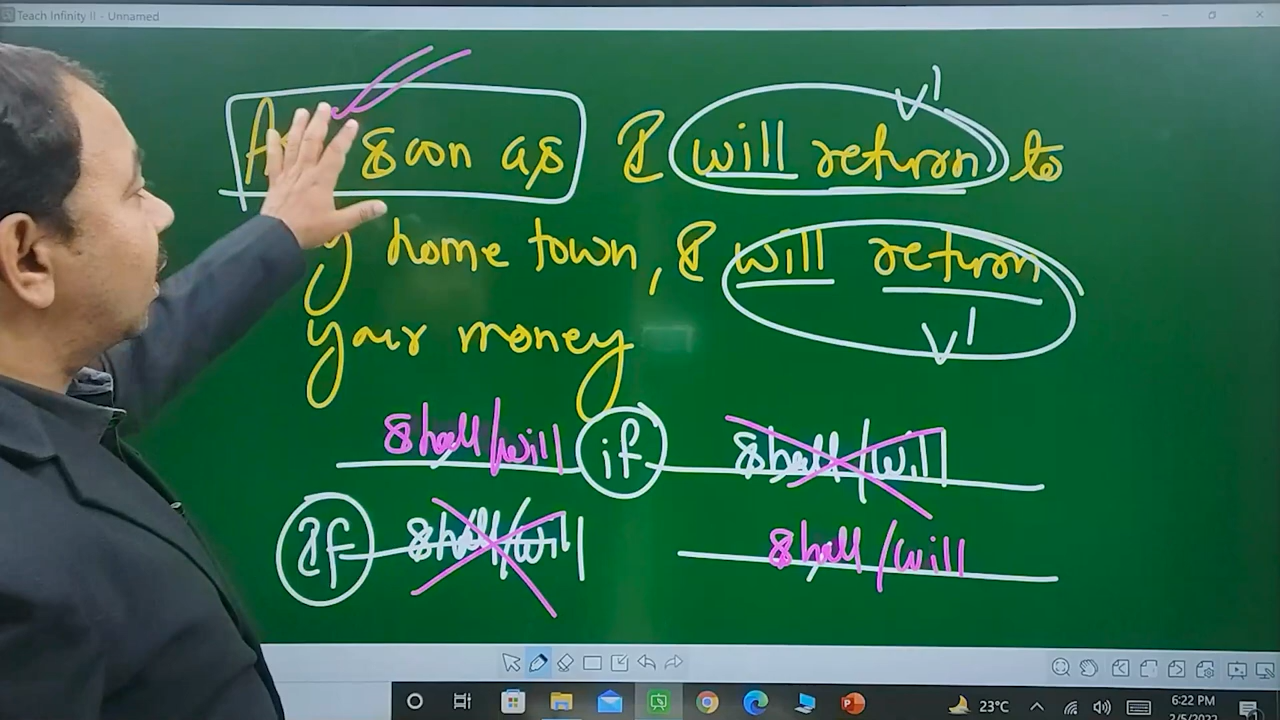 Teach Infinity II - Unnamed
As soon as I will return to
V¹
home town, I will return
V¹
your money
shall/will if shall/will
If shall/will shall/will
23°C
6:22 PM